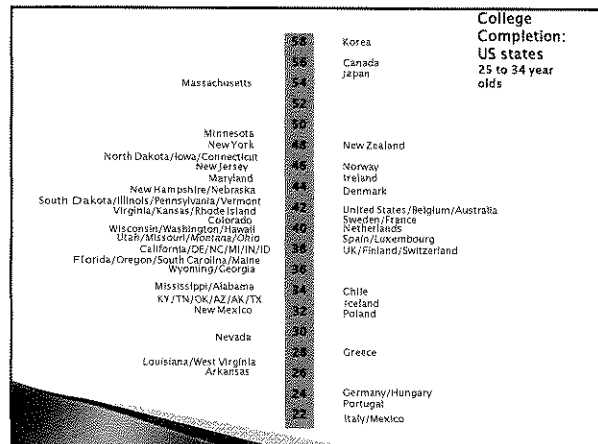 College
Completion:
US states
25 to 34 year
olds
58
Korea
56
Canada
Japan
Massachusetts
54
52
50
Minnesota
New York
48
New Zealand
North Dakota/Iowa/Connecticut
New Jersey
46
Norway
Maryland
Ireland
New Hampshire/Nebraska
44
Denmark
South Dakota/Illinois/Pennsylvania/Vermont
Virginia/Kansas/Rhode Island
42
United States/Belgium/Australia
Colorado
Sweden/France
Wisconsin/Washington/Hawaii
40
Netherlands
Utah/Missouri/Montana/Ohio
Spain/Luxembourg
California/DE/NC/MI/IN/ID
38
UK/Finland/Switzerland
Florida/Oregon/South Carolina/Maine
Wyoming/Georgia
36
Mississippi/Alabama
34
Chile
KY/TN/OK/AZ/AK/TX
Iceland
New Mexico
32
Poland
30
Nevada
28
Greece
Louisiana/West Virginia
Arkansas
26
24
Germany/Hungary
Portugal
22
Italy/Mexico